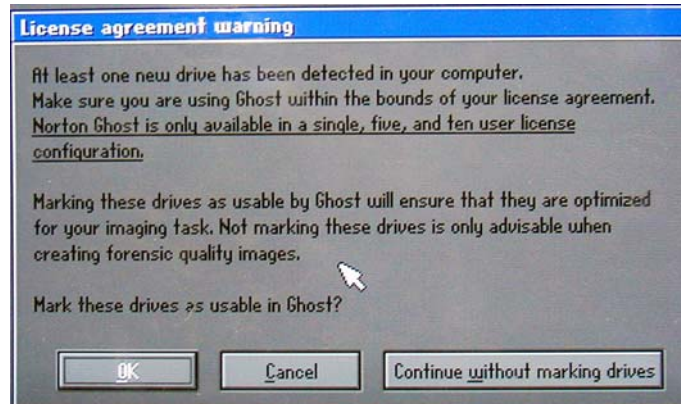 License agreement warning
At least one new drive has been detected in your computer.
Make sure you are using Ghost within the bounds of your license agreement.
Norton Ghost is only available in a single, five, and ten user license
configuration.
Marking these drives as usable by Ghost will ensure that they are optimized
for your imaging task. Not marking these drives is only advisable when
creating forensic quality images.
Mark these drives as usable in Ghost?
OK
Cancel
Continue without marking drives